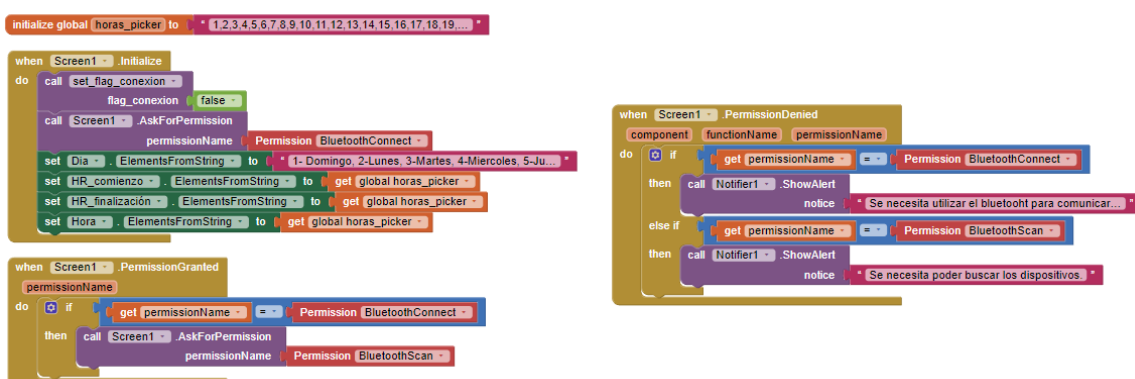 initialize global horas_picker to " 1,2,3,4,5,6,7,8,9,10,11,12,13,14,15,16,17,18,19,... "
when Screen1 .Initialize
do call set_flag_conexion
flag_conexion false
call Screen1 .AskForPermission
permissionName Permission BluetoothConnect
set Dia . ElementsFromString to " 1- Domingo, 2-Lunes, 3-Martes, 4-Miercoles, 5-Ju... "
set HR_comienzo . ElementsFromString to get global horas_picker
set HR_finalización . ElementsFromString to get global horas_picker
set Hora . ElementsFromString to get global horas_picker
when Screen1 .PermissionGranted
permissionName
do if get permissionName = Permission BluetoothConnect
then call Screen1 .AskForPermission
permissionName Permission BluetoothScan
when Screen1 .PermissionDenied
component functionName permissionName
do if get permissionName = Permission BluetoothConnect
then call Notifier1 .ShowAlert
notice " Se necesita utilizar el bluetooht para comunicar... "
else if get permissionName = Permission BluetoothScan
then call Notifier1 .ShowAlert
notice " Se necesita poder buscar los dispositivos. "